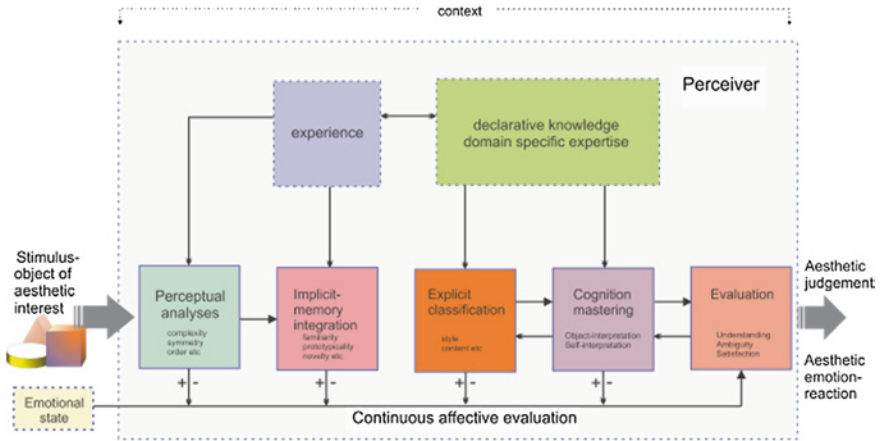 context
Perceiver
experience
declarative knowledge
domain specific expertise
Stimulus-
object of
aesthetic
interest
Perceptual
analyses
complexity
symmetry
order etc
Implicit-
memory
integration
familiarity
prototypicality
novelty etc.
Explicit
classification
style
content etc
Cognition
mastering
Object-interpretation
Self-interpretation
Evaluation
Understanding
Ambiguity
Satisfaction
Aesthetic
judgement
Aesthetic
emotion-
reaction
+ -
+ -
+ -
+ -
Emotional
state
Continuous affective evaluation